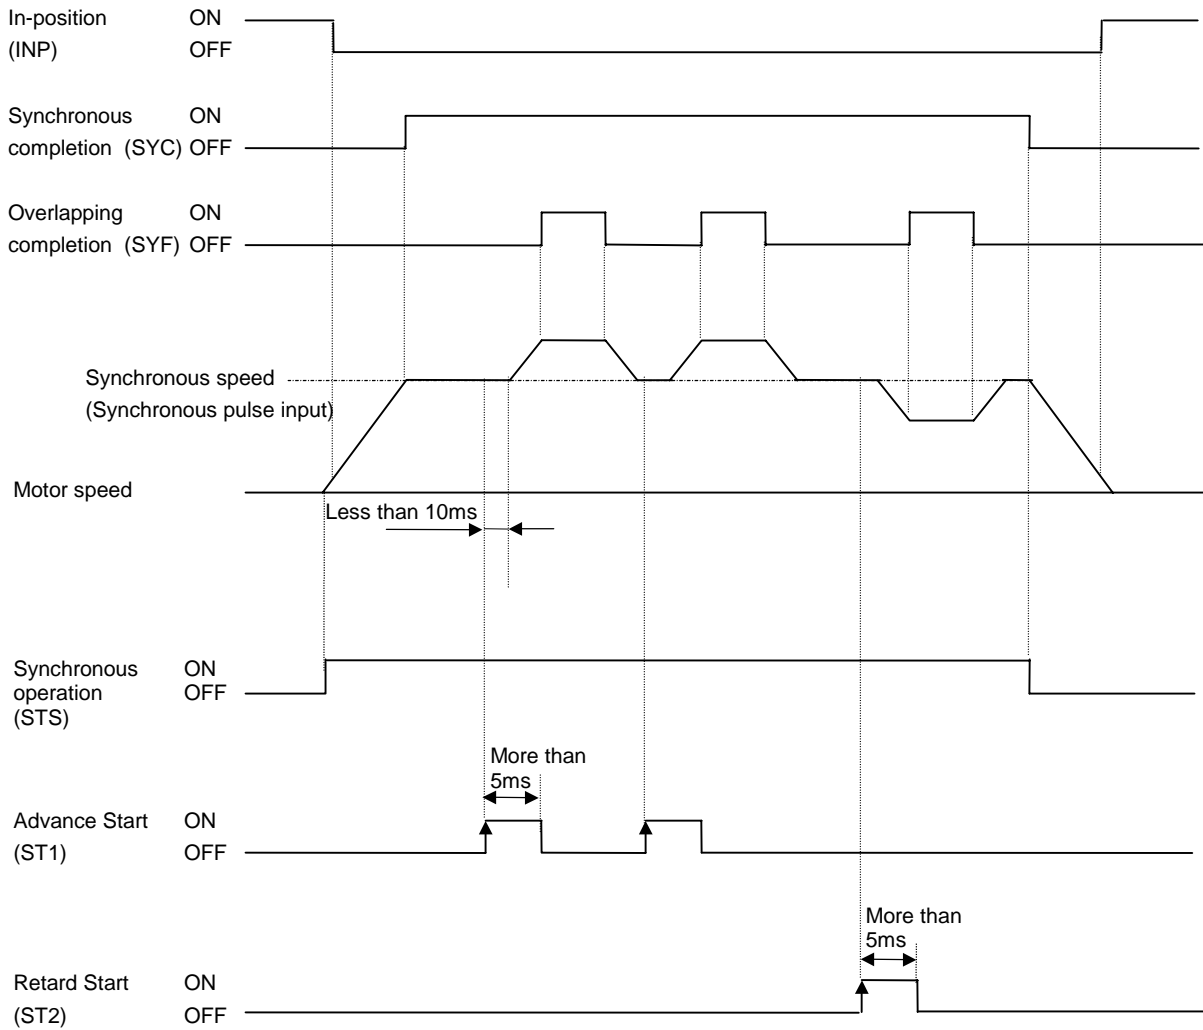 In-position ON
(INP) OFF
Synchronous ON
completion (SYC) OFF
Overlapping ON
completion (SYF) OFF
Synchronous speed
(Synchronous pulse input)
Motor speed
Less than 10ms
Synchronous ON
operation OFF
(STS)
More than
5ms
Advance Start ON
(ST1) OFF
More than
5ms
Retard Start ON
(ST2) OFF